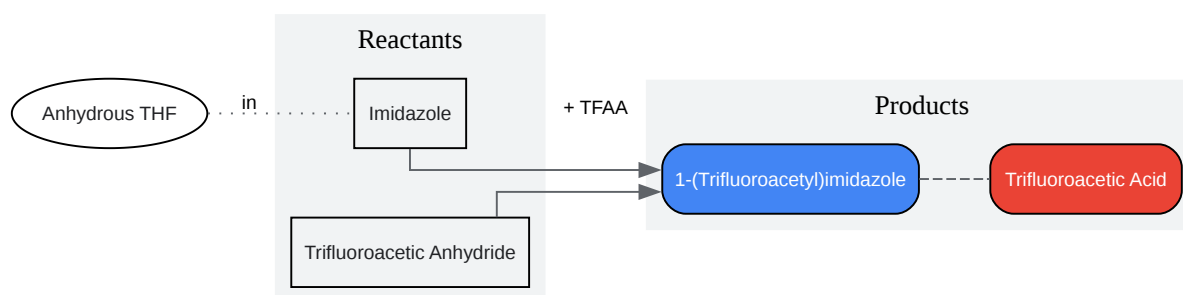 Reactants
Anhydrous THF
in
Imidazole
+ TFAA
Products
1-(Trifluoroacetyl)imidazole
Trifluoroacetic Acid
Trifluoroacetic Anhydride